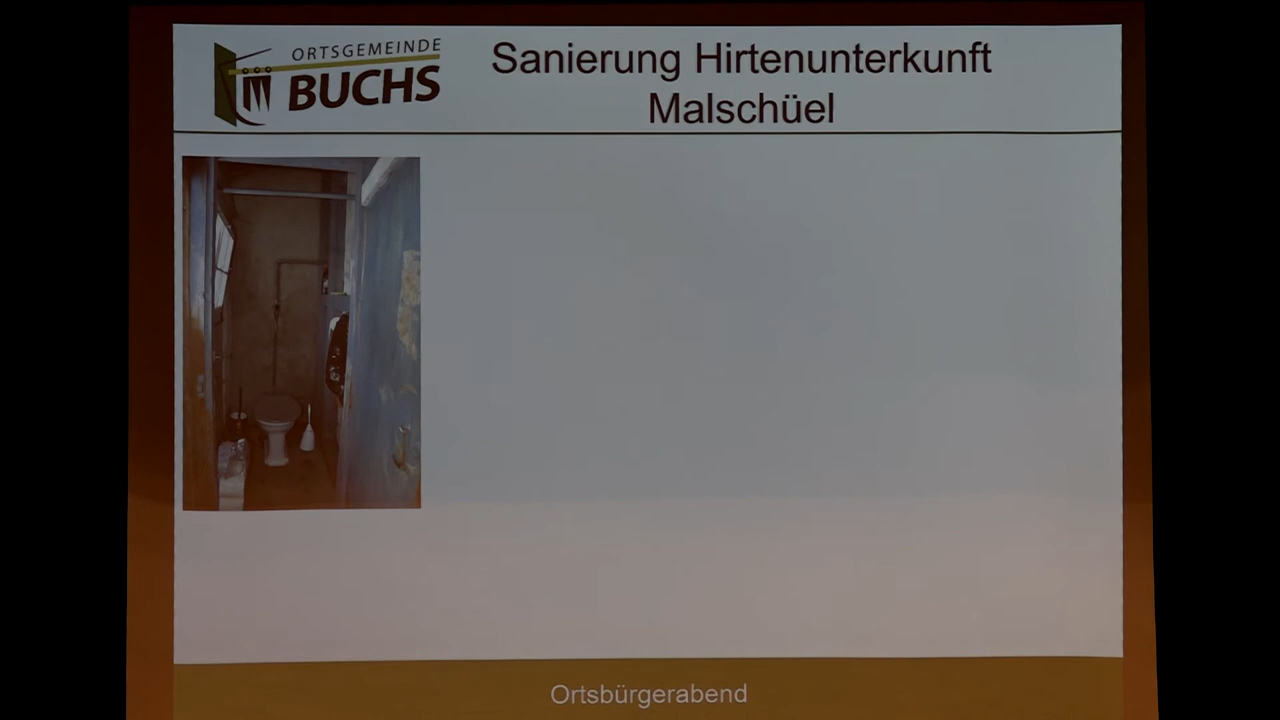 ORTSGEMEINDE
BUCHS
Sanierung Hirtenunterkunft
Malschüel
Ortsbürgerabend